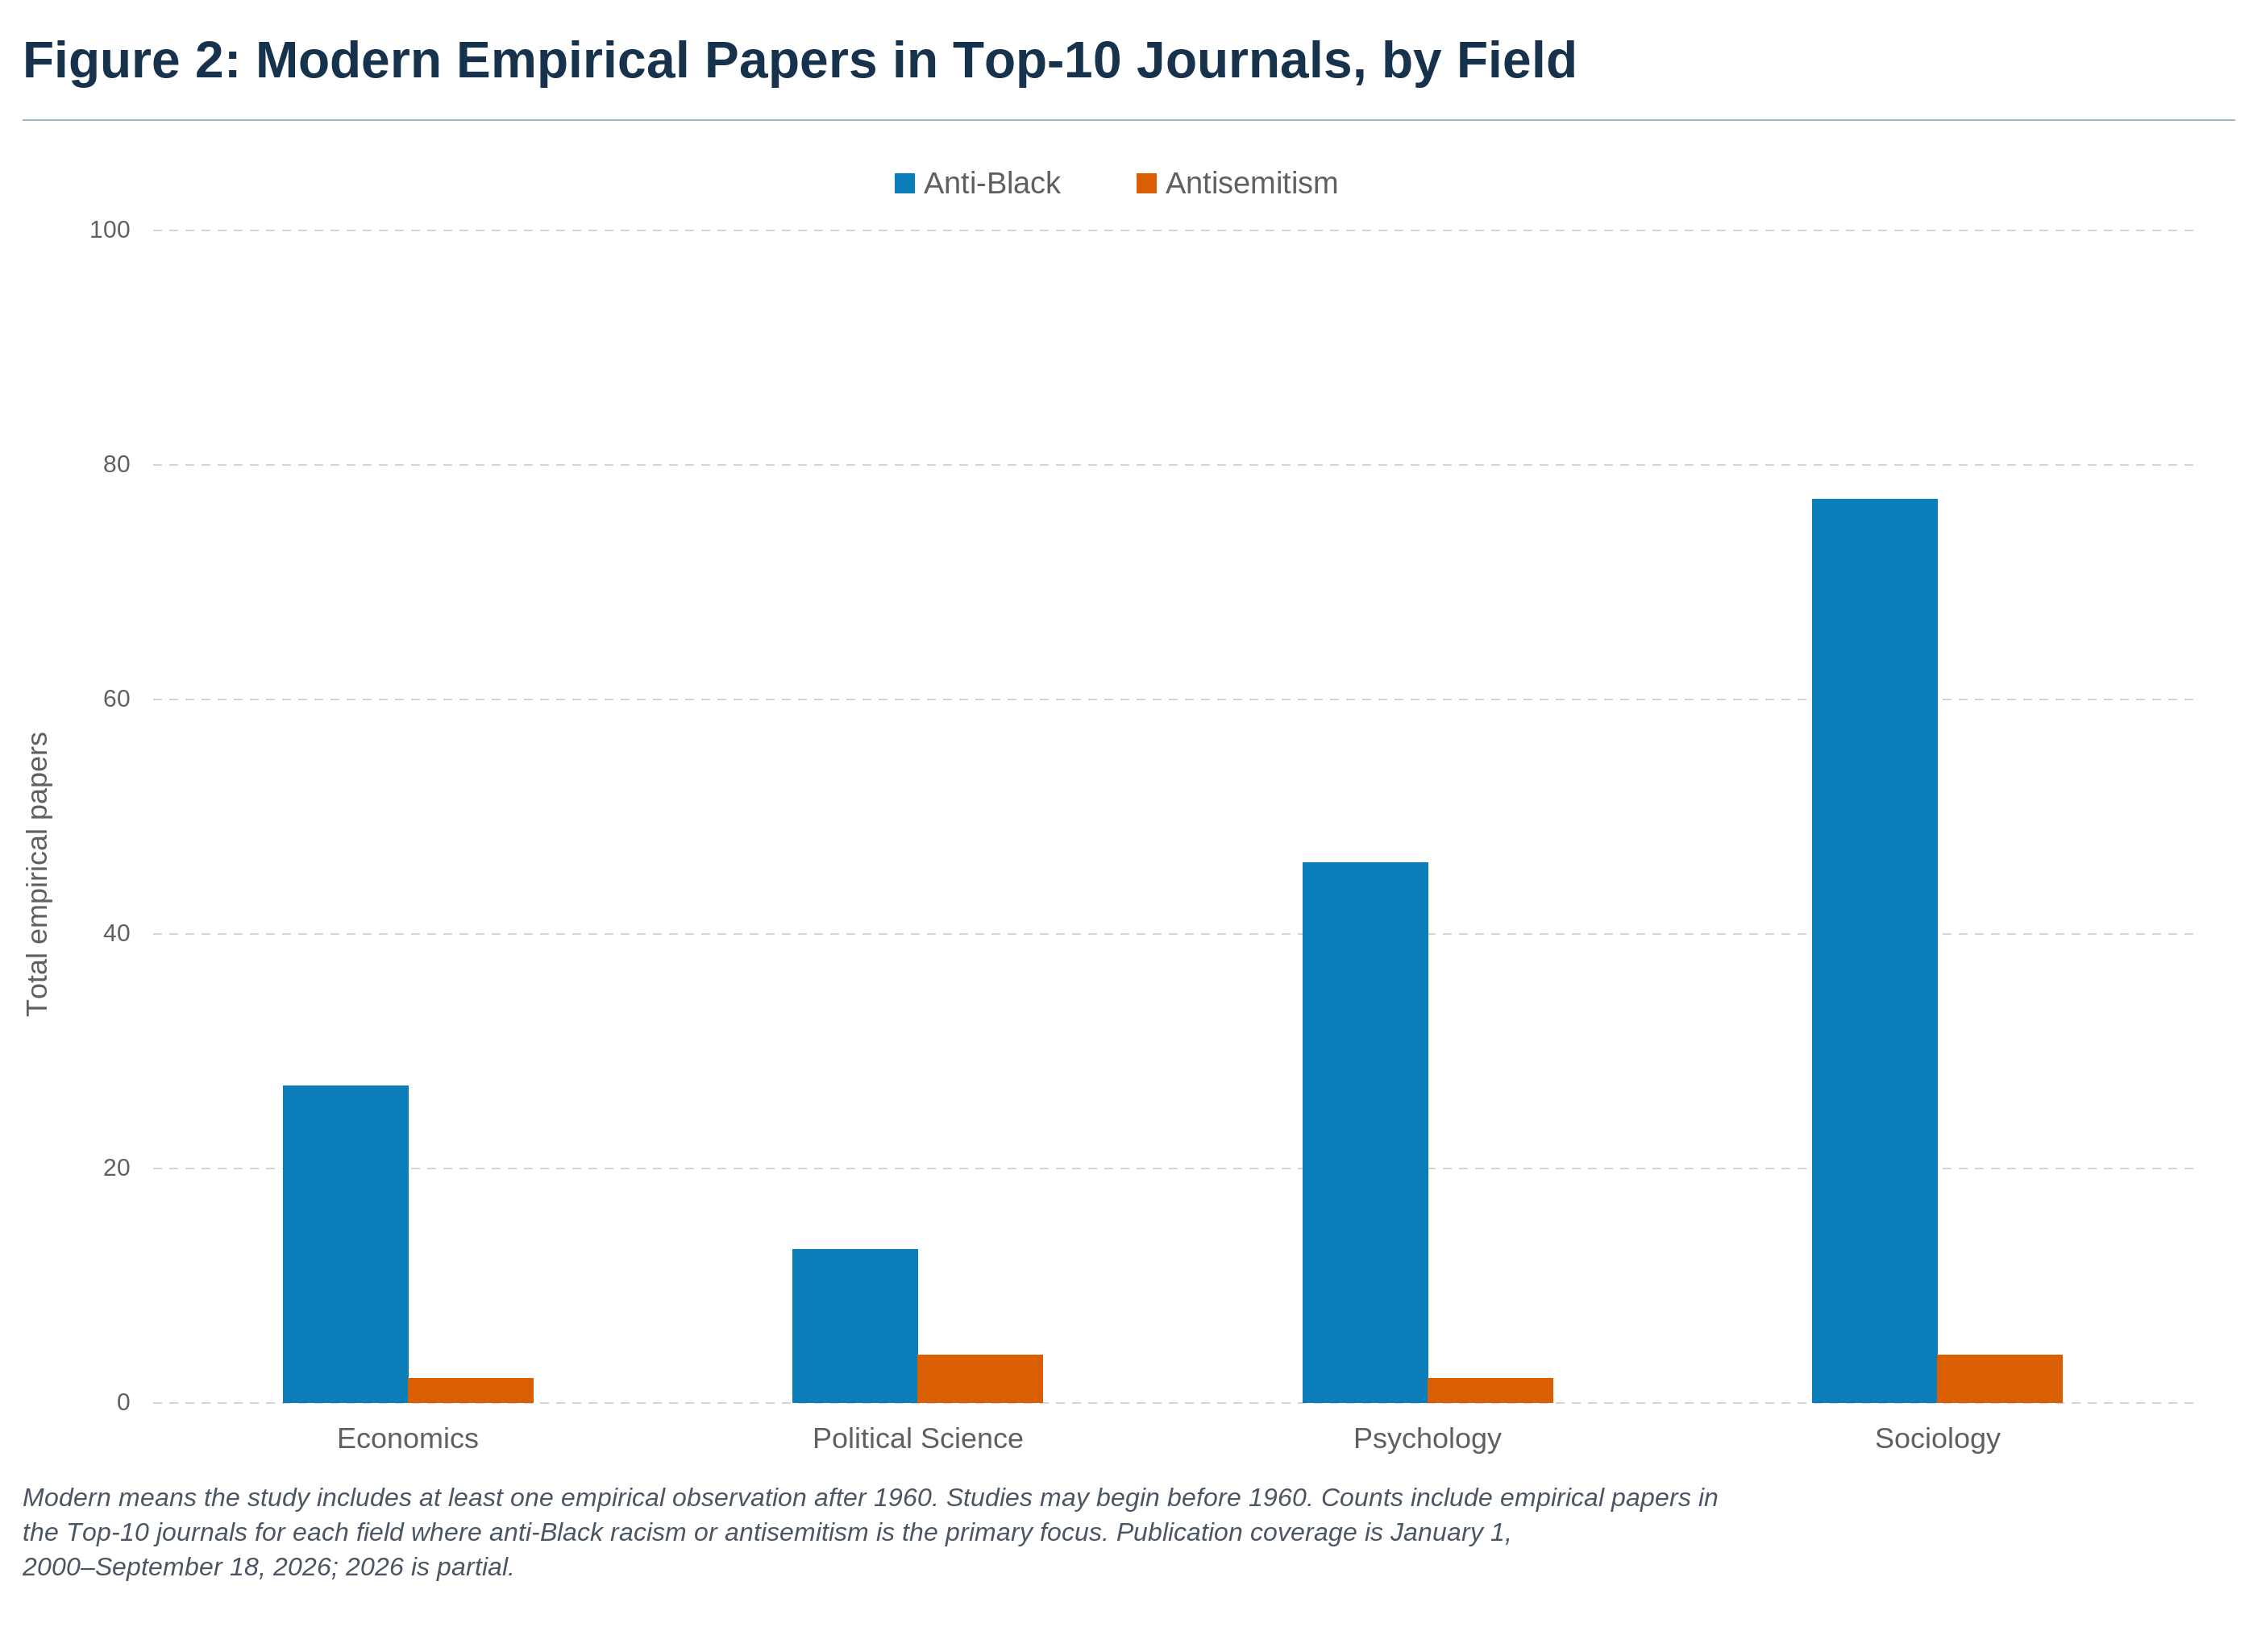 Figure 2: Modern Empirical Papers in Top-10 Journals, by Field
Anti-Black
Antisemitism
100
80
60
40
20
0
Total empirical papers
Economics
Political Science
Psychology
Sociology
Modern means the study includes at least one empirical observation after 1960. Studies may begin before 1960. Counts include empirical papers in
the Top-10 journals for each field where anti-Black racism or antisemitism is the primary focus. Publication coverage is January 1,
2000–September 18, 2026; 2026 is partial.